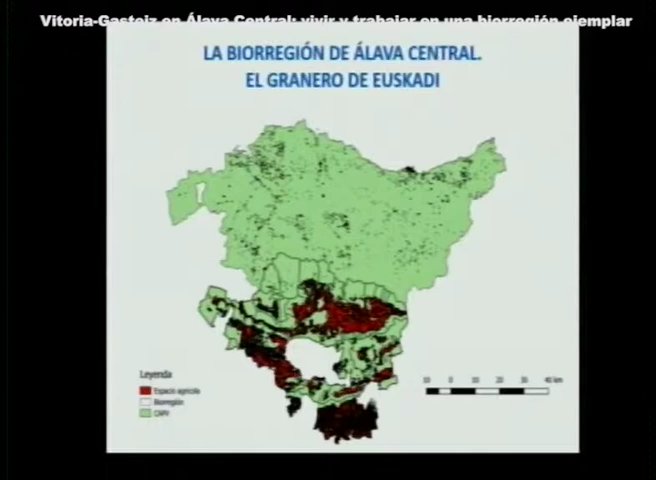 Vitoria-Gasteiz en Álava Central: vivir y trabajar en una biorregión ejemplar
LA BIORREGIÓN DE ÁLAVA CENTRAL.
EL GRANERO DE EUSKADI
Leyenda
Espacio agrícola
Biorregión
CAPV
10 0 10 20 30 40 km